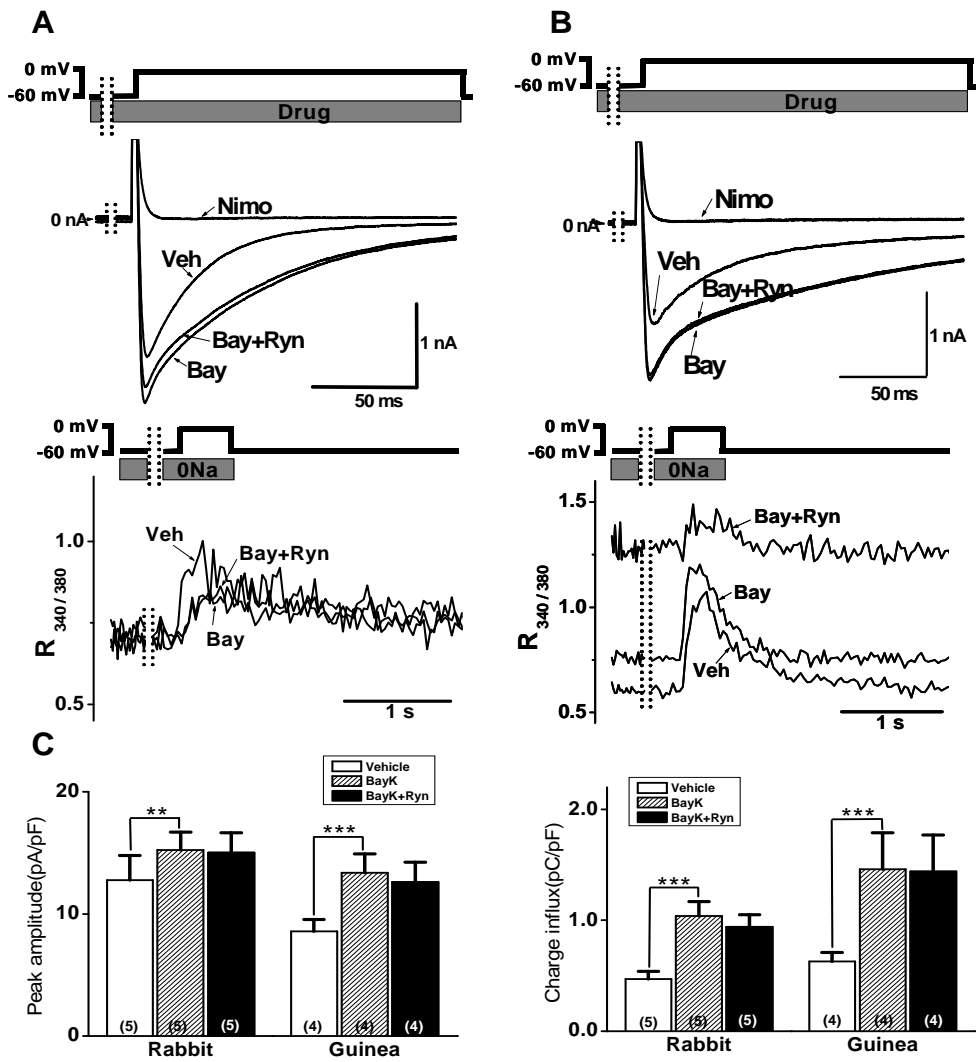 A
0 mV
-60 mV
Drug
0 nA
Nimo
Veh
Bay+Ryn
Bay
1 nA
50 ms
0 mV
-60 mV
0Na
1.0
0.5
R 340 / 380
Veh
Bay+Ryn
Bay
1 s
B
0 mV
-60 mV
Drug
0 nA
Nimo
Veh
Bay+Ryn
Bay
1 nA
50 ms
0 mV
-60 mV
0Na
1.5
1.0
0.5
R 340 / 380
Bay+Ryn
Bay
Veh
1 s
C
Vehicle
BayK
BayK+Ryn
Peak amplitude(pA/pF)
20
10
0
**
***
(5)
(5)
(5)
(4)
(4)
(4)
Rabbit
Guinea
Vehicle
BayK
BayK+Ryn
Charge influx(pC/pF)
2.0
1.0
0.0
***
***
(5)
(5)
(5)
(4)
(4)
(4)
Rabbit
Guinea